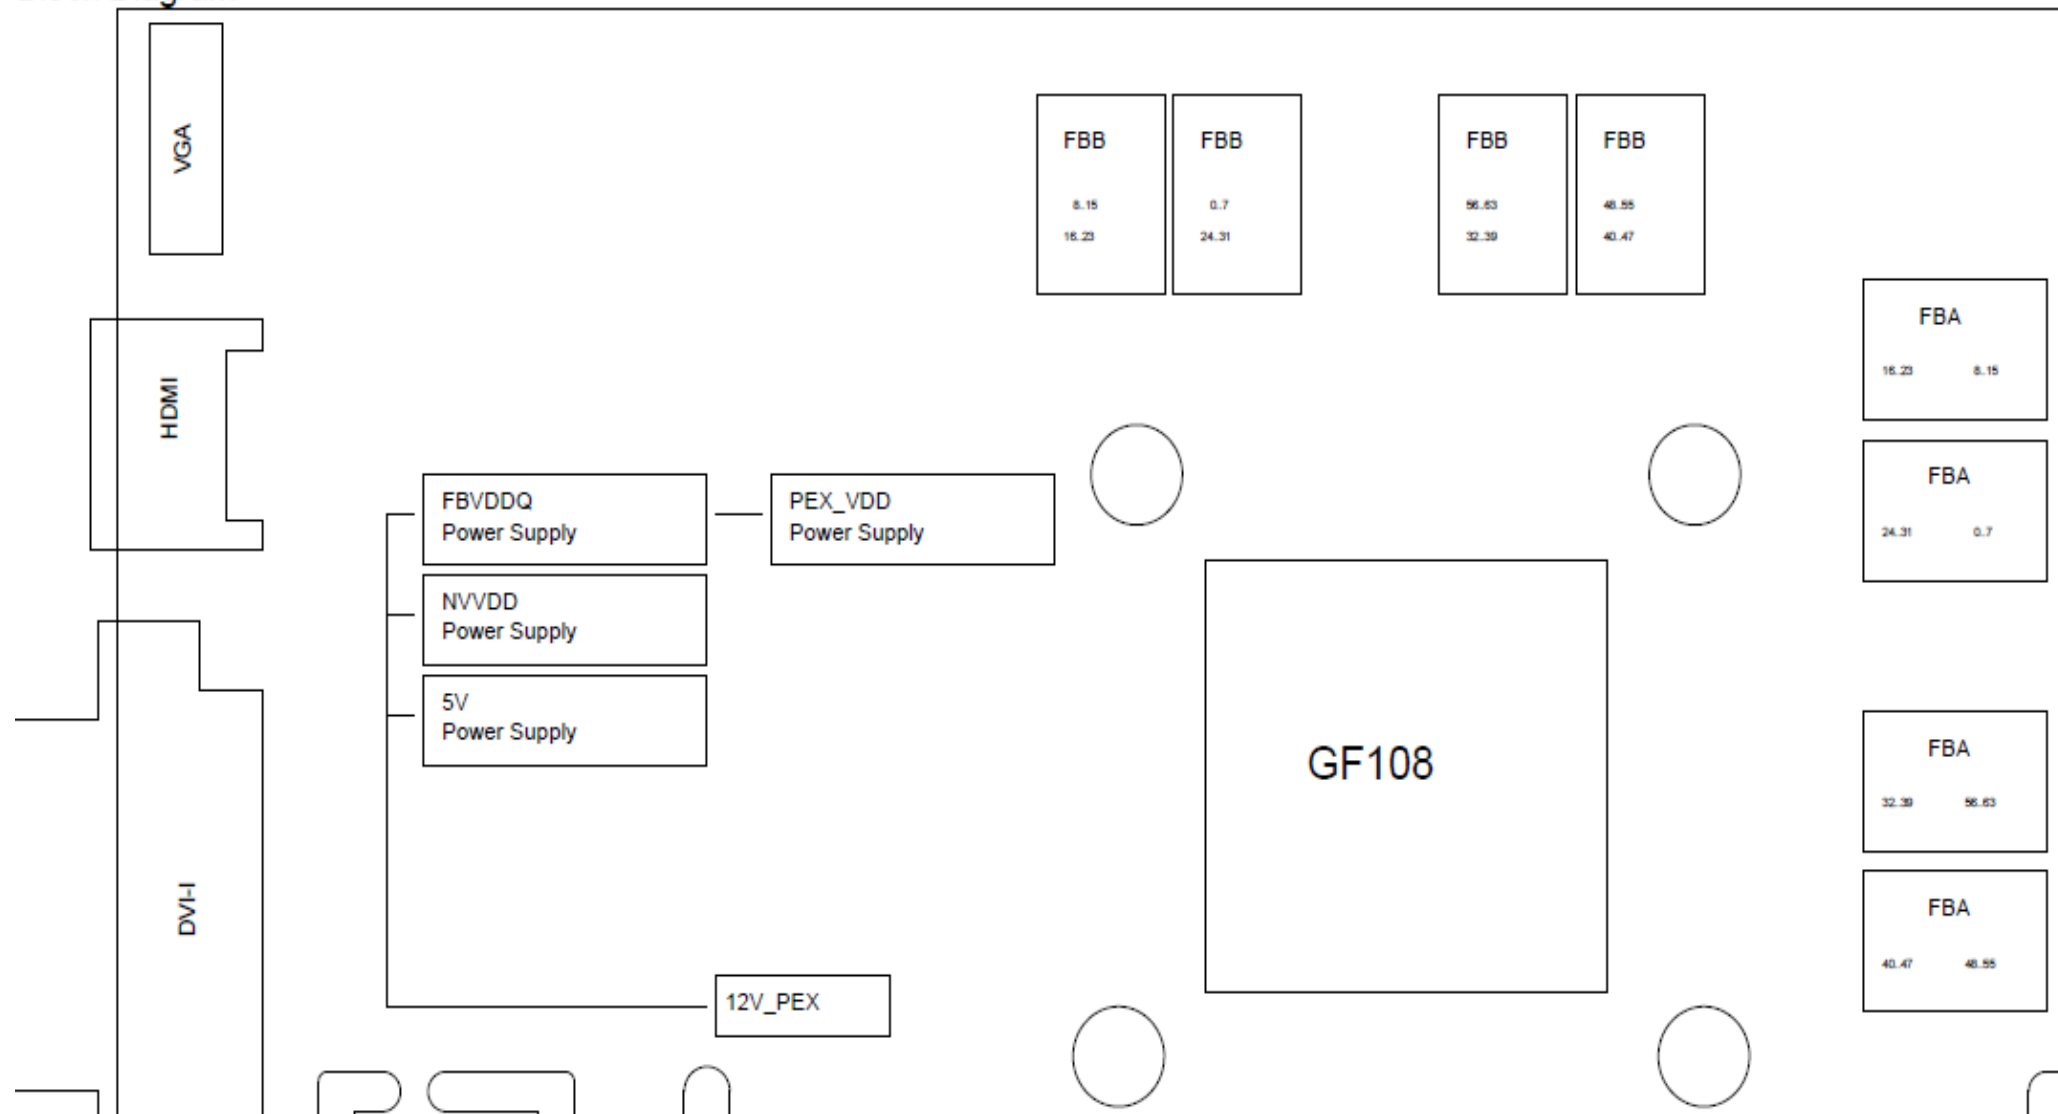 VGA
FBB
8..15
16..23
FBB
0..7
24..31
FBB
56..63
32..39
FBB
48..55
40..47
FBA
16..23 8..15
HDMI
FBA
24..31 0..7
FBVDDQ
Power Supply
PEX_VDD
Power Supply
NVVDD
Power Supply
5V
Power Supply
GF108
FBA
32..39 56..63
DVI-I
FBA
40..47 48..55
12V_PEX